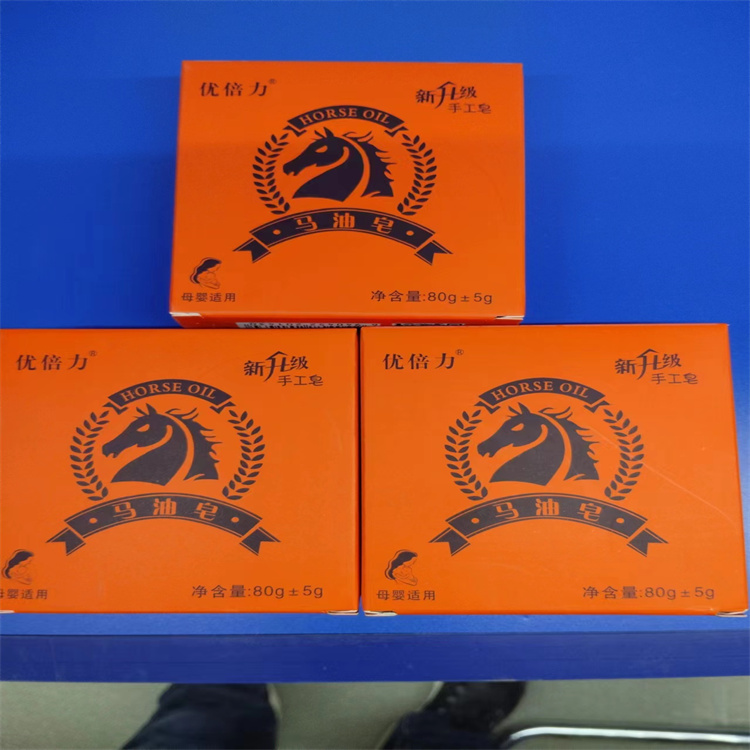 优倍力®
新升级
手工皂
HORSE OIL
·马油皂·
母婴适用
净含量:80g±5g
优倍力®
新升级
手工皂
HORSE OIL
·马油皂·
母婴适用
净含量:80g±5g
优倍力®
新升级
手工皂
HORSE OIL
·马油皂·
母婴适用
净含量:80g±5g